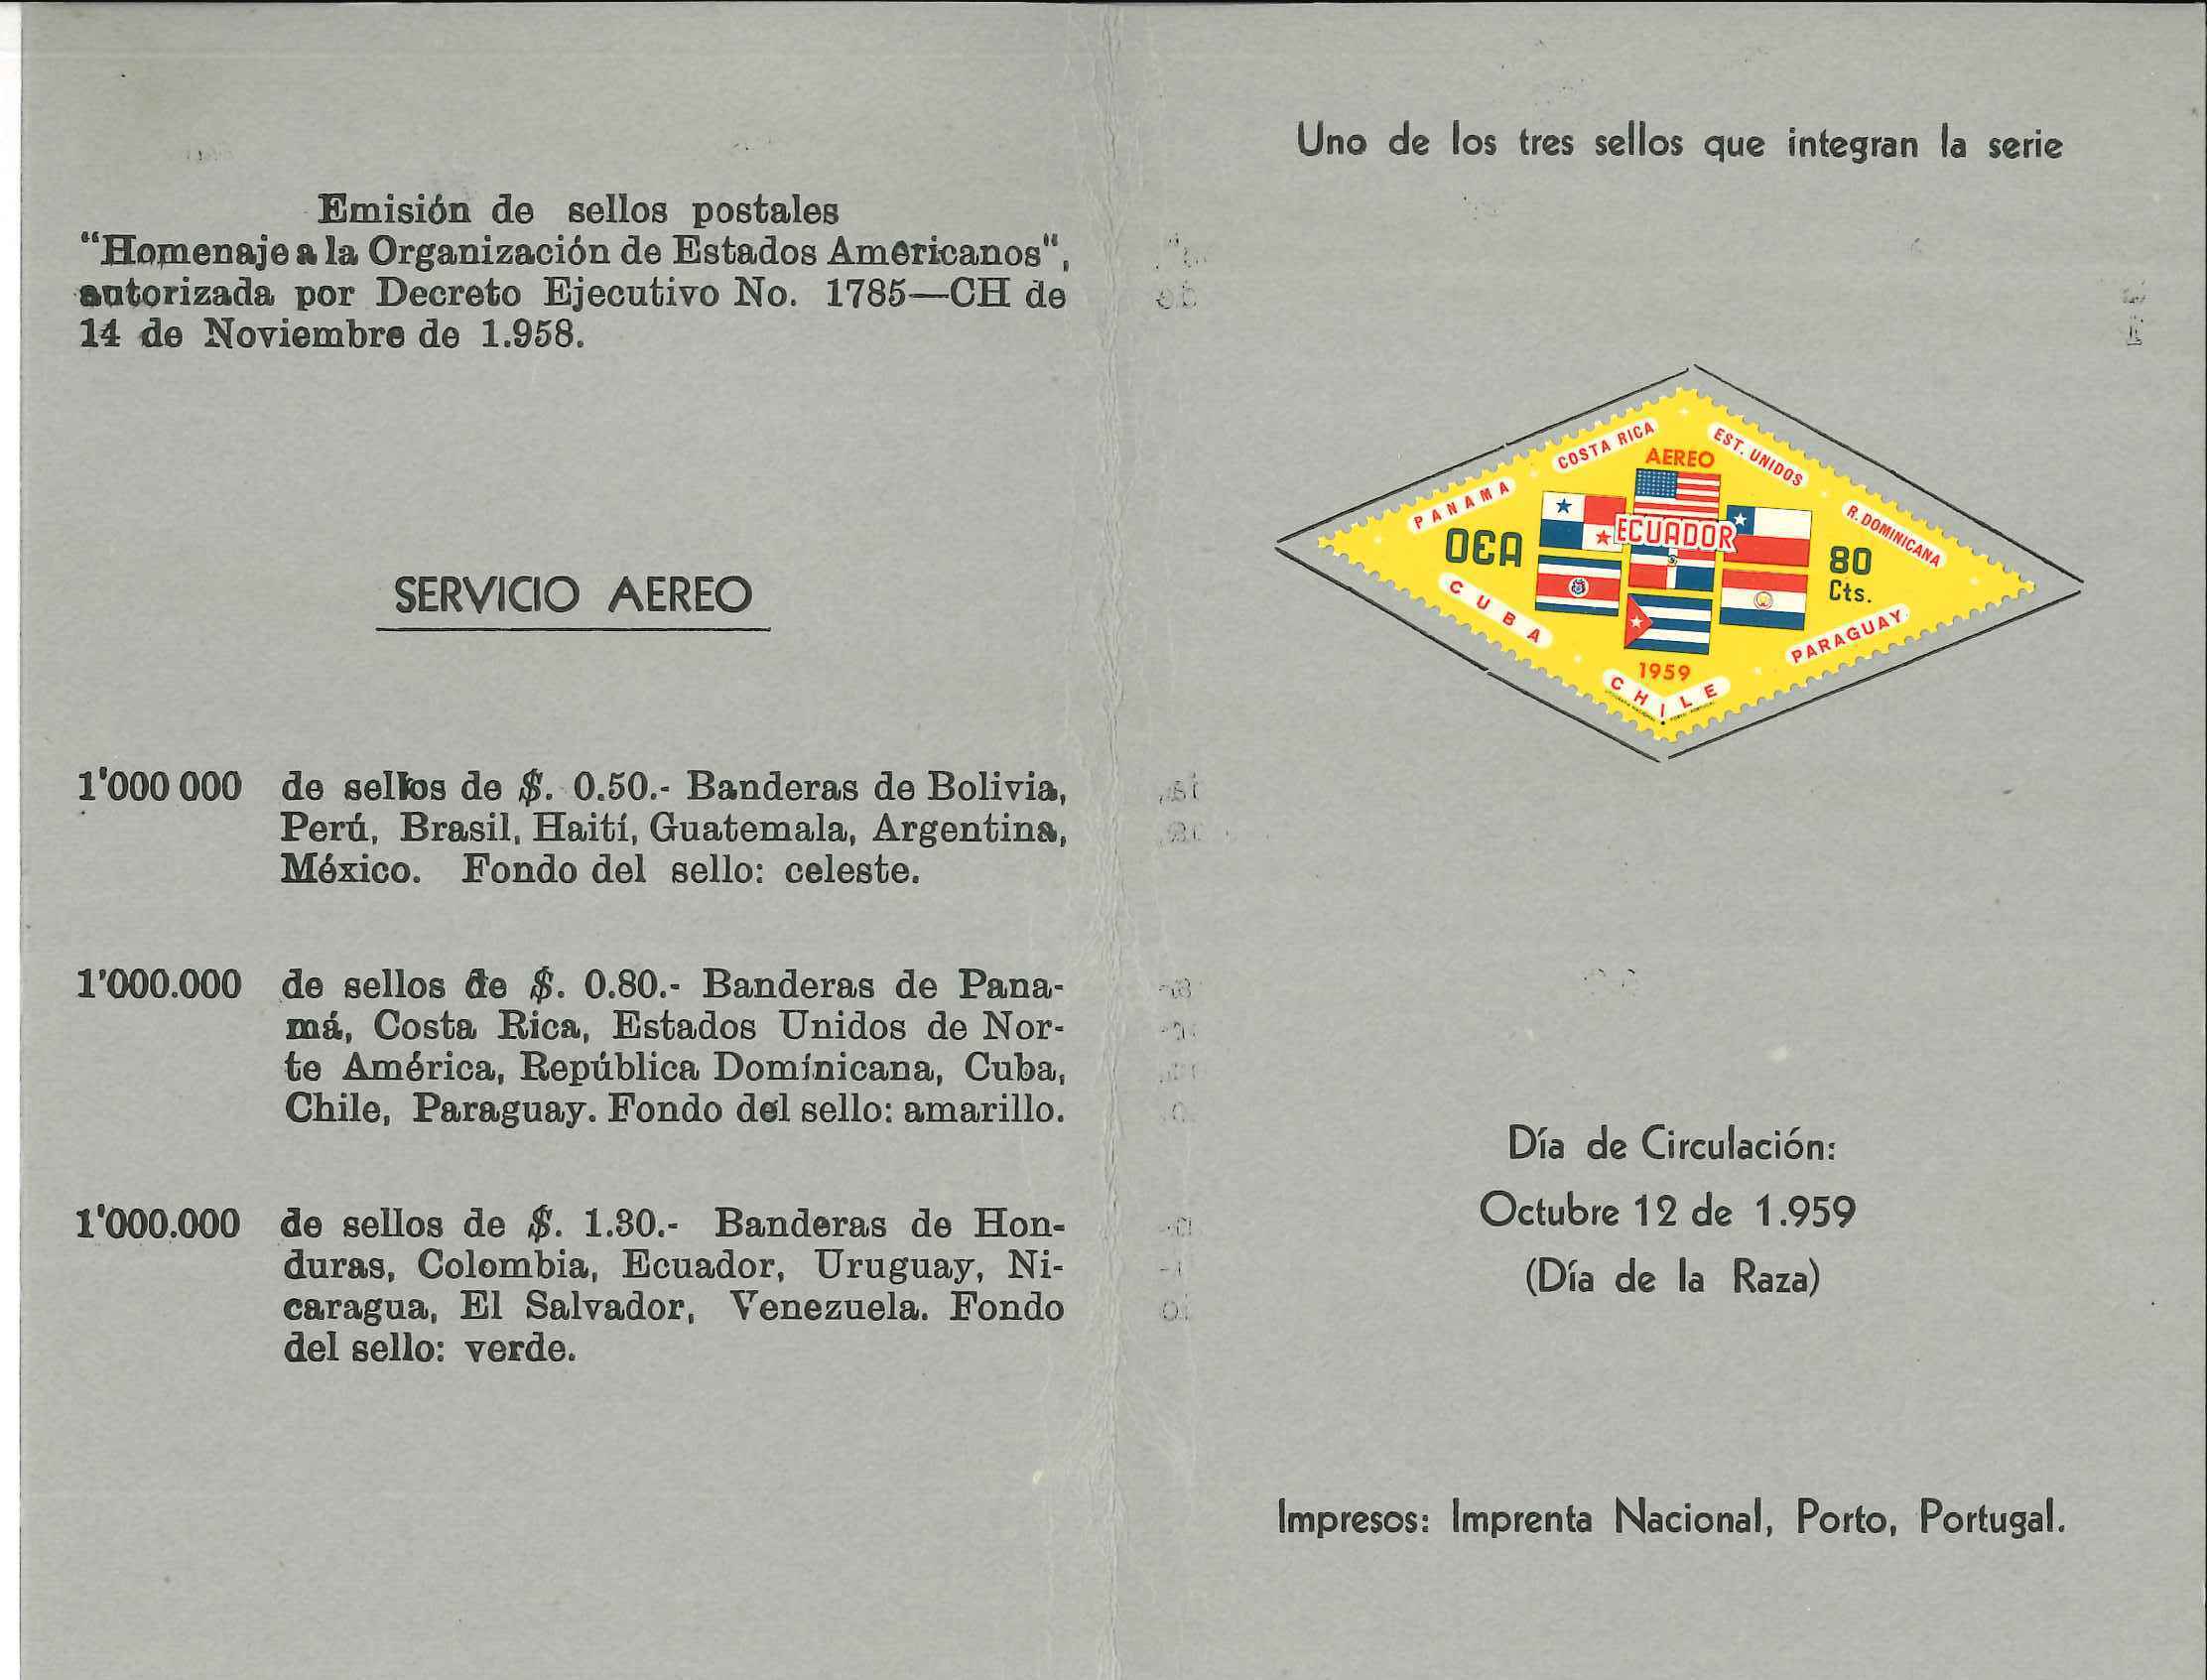 Emisión de sellos postales
“Homenaje a la Organización de Estados Americanos“,
autorizada por Decreto Ejecutivo No. 1785—CH de
14 de Noviembre de 1.958.
SERVICIO AEREO
1'000 000 de sellos de $. 0.50.- Banderas de Bolivia,
Perú, Brasil, Haití, Guatemala, Argentina,
México. Fondo del sello: celeste.
1'000.000 de sellos de $. 0.80.- Banderas de Pana-
má, Costa Rica, Estados Unidos de Nor-
te América, República Domínicana, Cuba,
Chile, Paraguay. Fondo del sello: amarillo.
1'000.000 de sellos de $. 1.30.- Banderas de Hon-
duras, Colombia, Ecuador, Uruguay, Ni-
caragua, El Salvador, Venezuela. Fondo
del sello: verde.
Uno de los tres sellos que integran la serie
COSTA RICA
EST. UNIDOS
AEREO
PANAMA
R. DOMINICANA
ECUADOR
OEA
80
Cts.
CUBA
PARAGUAY
1959
CHILE
Día de Circulación:
Octubre 12 de 1.959
(Día de la Raza)
Impresos: Imprenta Nacional, Porto, Portugal.